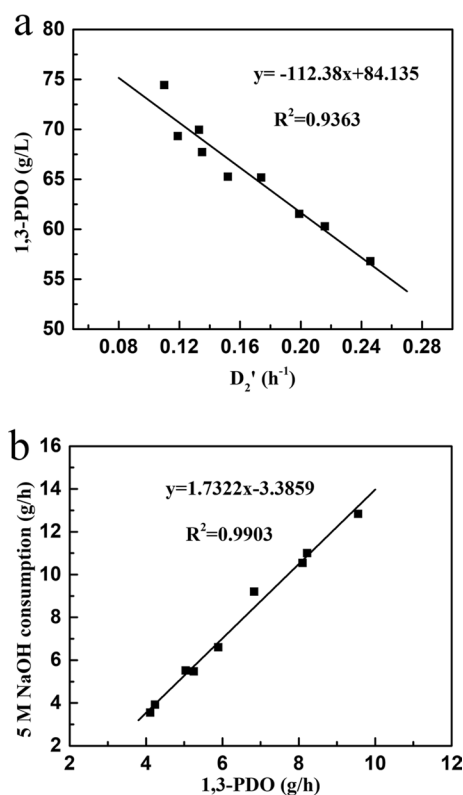 a
80
75
70
65
60
55
50
1,3-PDO (g/L)
y= -112.38x+84.135
R²=0.9363
0.08 0.12 0.16 0.20 0.24 0.28
D₂' (h⁻¹)
b
16
14
12
10
8
6
4
2
5 M NaOH consumption (g/h)
y=1.7322x-3.3859
R²=0.9903
2 4 6 8 10 12
1,3-PDO (g/h)